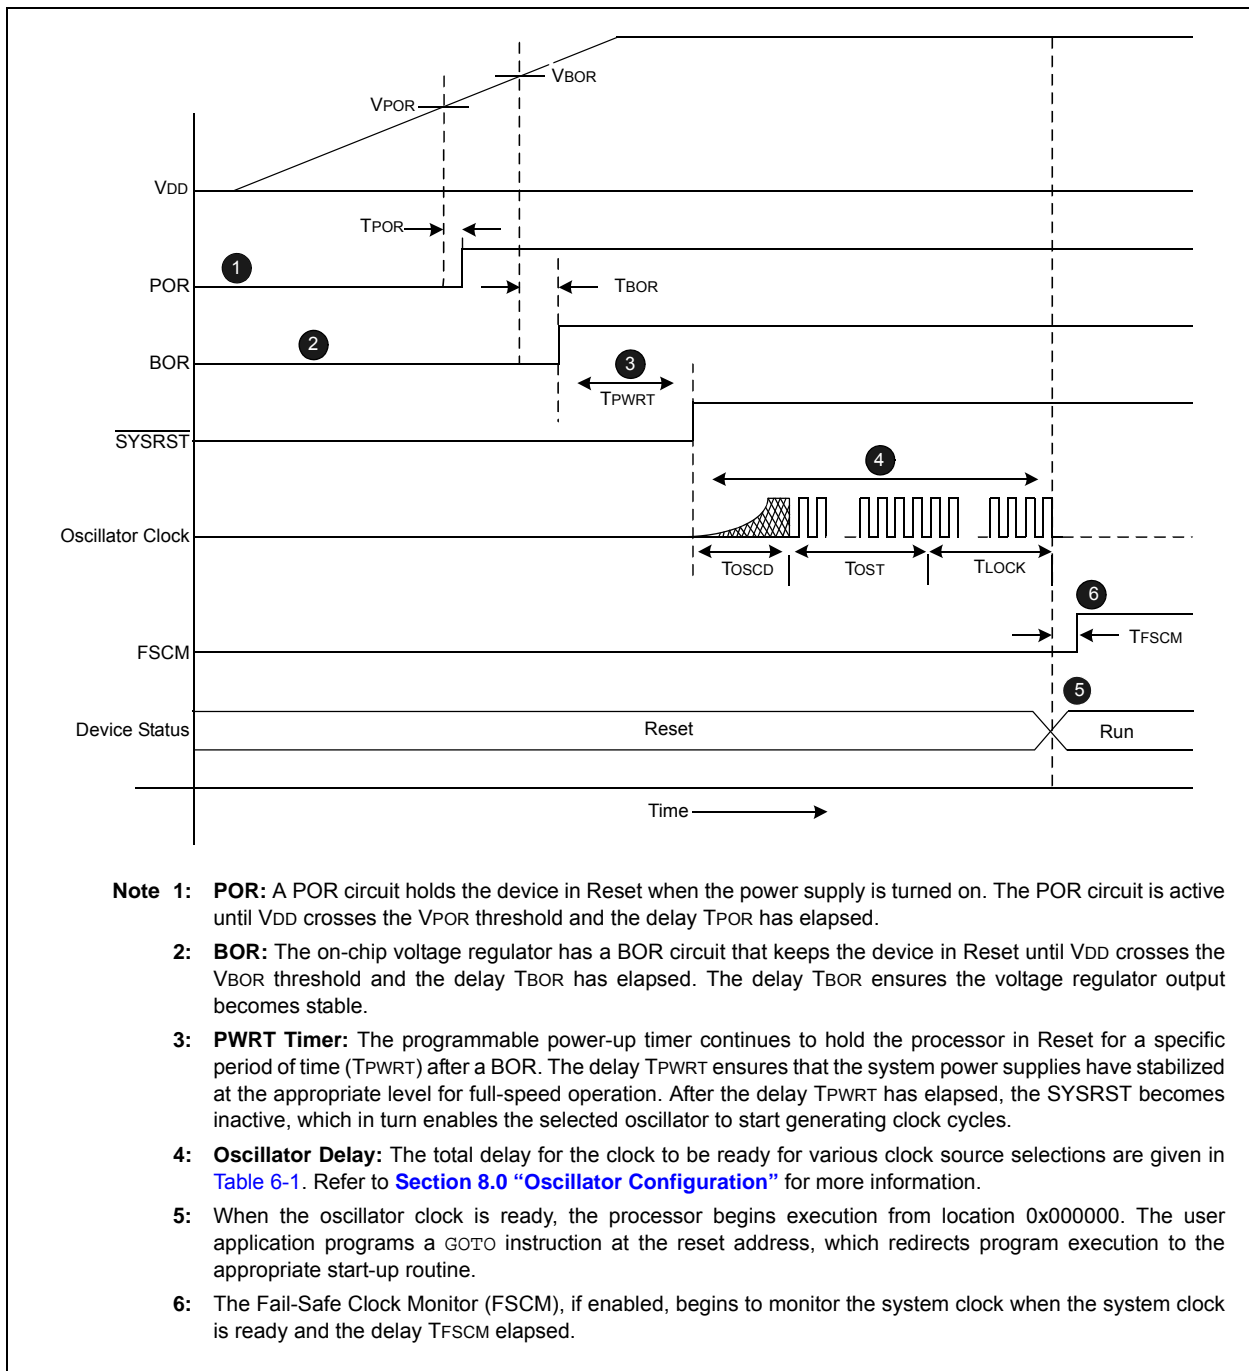 VBOR
VPOR
VDD
TPOR
1
POR
TBOR
2
BOR
3
TPWRT
SYSRST
4
Oscillator Clock
TOSCD
TOST
TLOCK
6
FSCM
TFSCM
5
Device Status
Reset
Run
Time
Note 1: POR: A POR circuit holds the device in Reset when the power supply is turned on. The POR circuit is active
until VDD crosses the VPOR threshold and the delay TPOR has elapsed.
2: BOR: The on-chip voltage regulator has a BOR circuit that keeps the device in Reset until VDD crosses the
VBOR threshold and the delay TBOR has elapsed. The delay TBOR ensures the voltage regulator output
becomes stable.
3: PWRT Timer: The programmable power-up timer continues to hold the processor in Reset for a specific
period of time (TPWRT) after a BOR. The delay TPWRT ensures that the system power supplies have stabilized
at the appropriate level for full-speed operation. After the delay TPWRT has elapsed, the SYSRST becomes
inactive, which in turn enables the selected oscillator to start generating clock cycles.
4: Oscillator Delay: The total delay for the clock to be ready for various clock source selections are given in
Table 6-1. Refer to Section 8.0 “Oscillator Configuration” for more information.
5: When the oscillator clock is ready, the processor begins execution from location 0x000000. The user
application programs a GOTO instruction at the reset address, which redirects program execution to the
appropriate start-up routine.
6: The Fail-Safe Clock Monitor (FSCM), if enabled, begins to monitor the system clock when the system clock
is ready and the delay TFSCM elapsed.